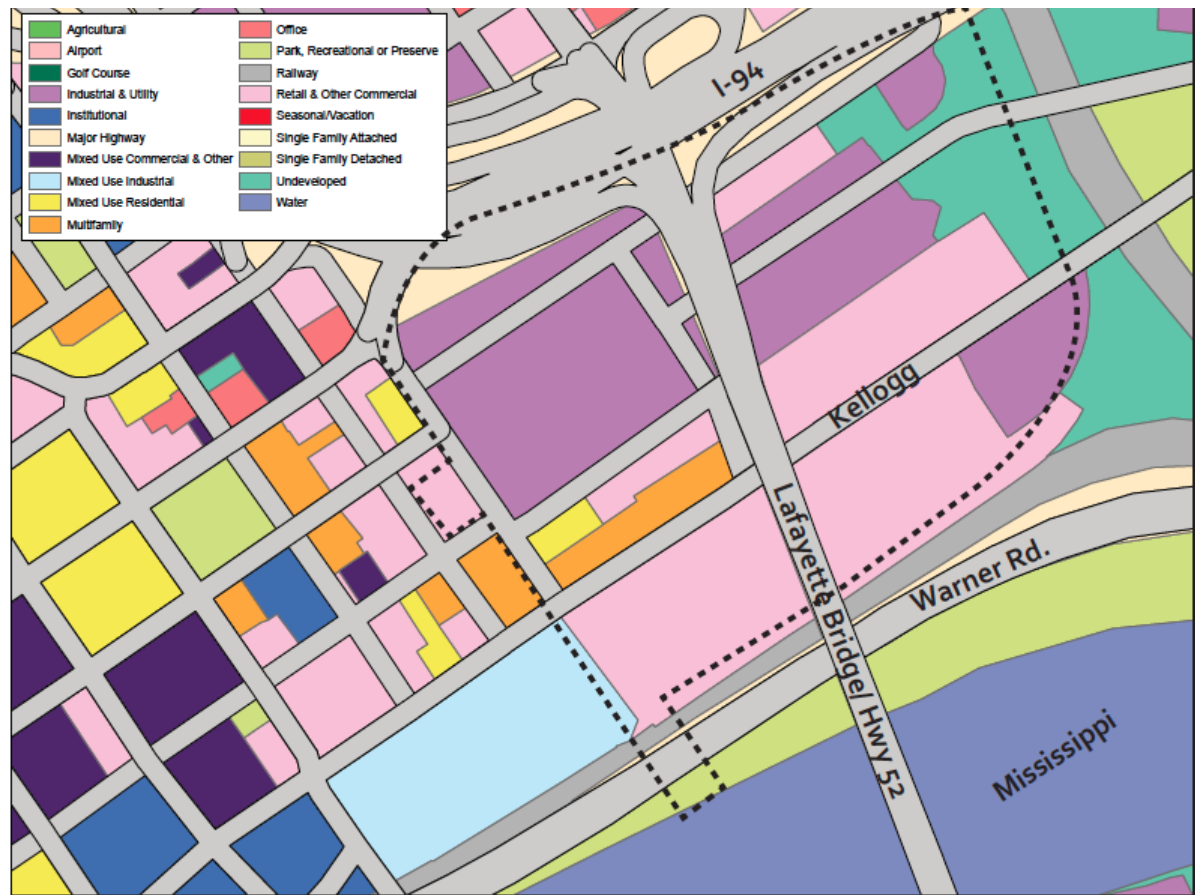 Agricultural
Airport
Golf Course
Industrial & Utility
Institutional
Major Highway
Mixed Use Commercial & Other
Mixed Use Industrial
Mixed Use Residential
Multifamily
Office
Park, Recreational or Preserve
Railway
Retail & Other Commercial
Seasonal/Vacation
Single Family Attached
Single Family Detached
Undeveloped
Water
I-94
Kellogg
Lafayette Bridge/ Hwy 52
Warner Rd.
Mississippi